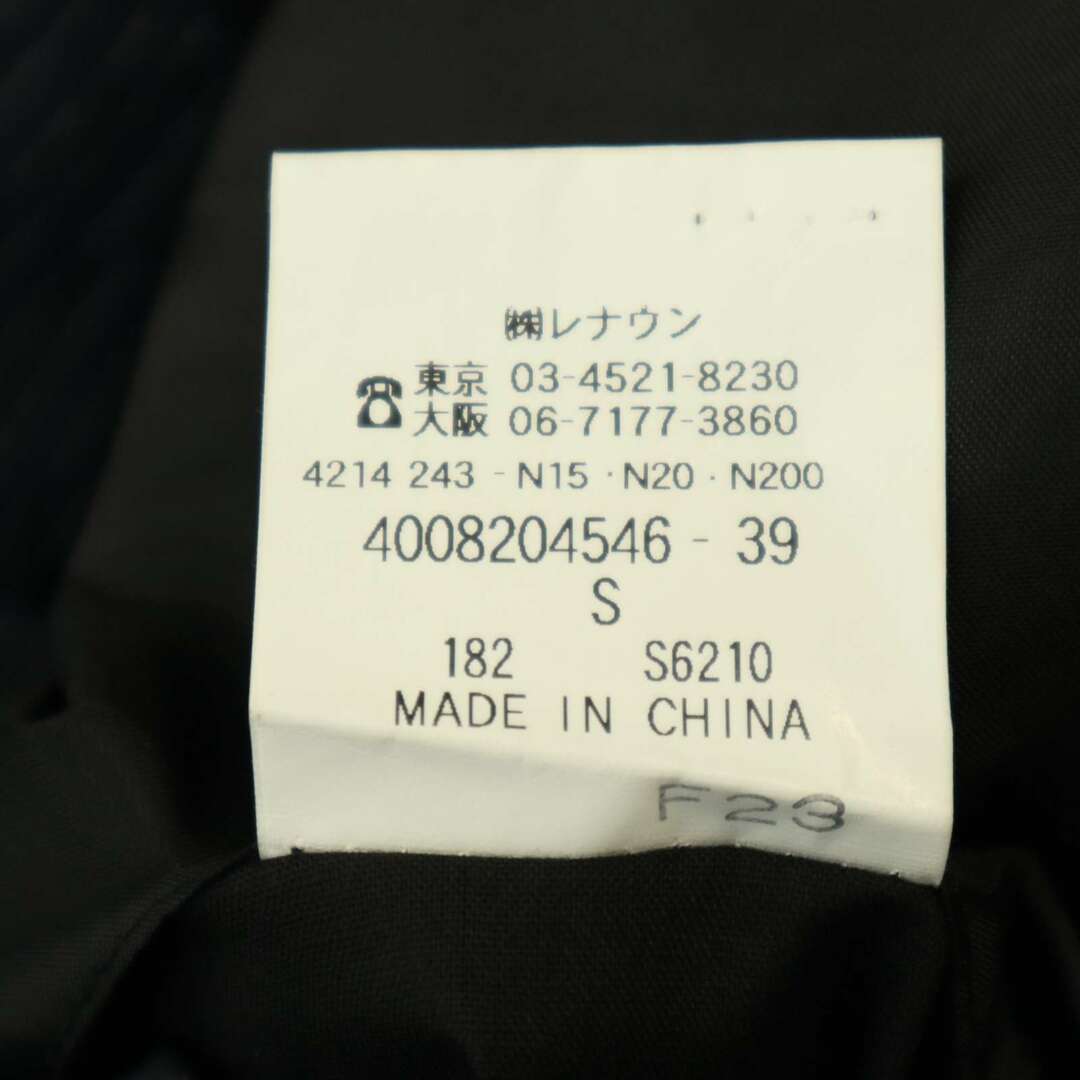 ㈱レナウン
☎東京 03-4521-8230
大阪 06-7177-3860
4214 243 - N15 · N20 · N200
4008204546 - 39
S
182 S6210
MADE IN CHINA
F23